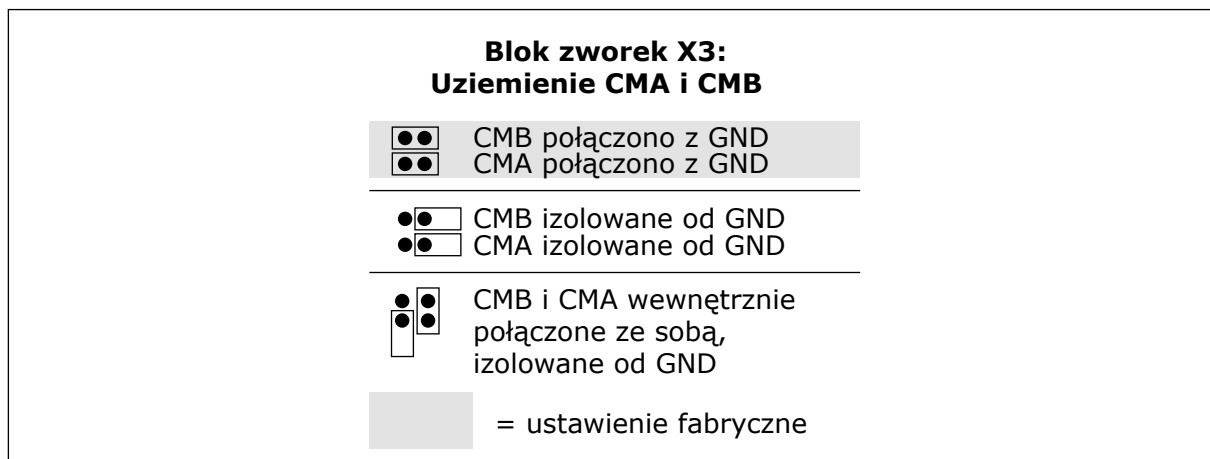 Blok zworek X3:
Uziemienie CMA i CMB
CMB połączono z GND
CMA połączono z GND
CMB izolowane od GND
CMA izolowane od GND
CMB i CMA wewnętrznie
połączone ze sobą,
izolowane od GND
= ustawienie fabryczne